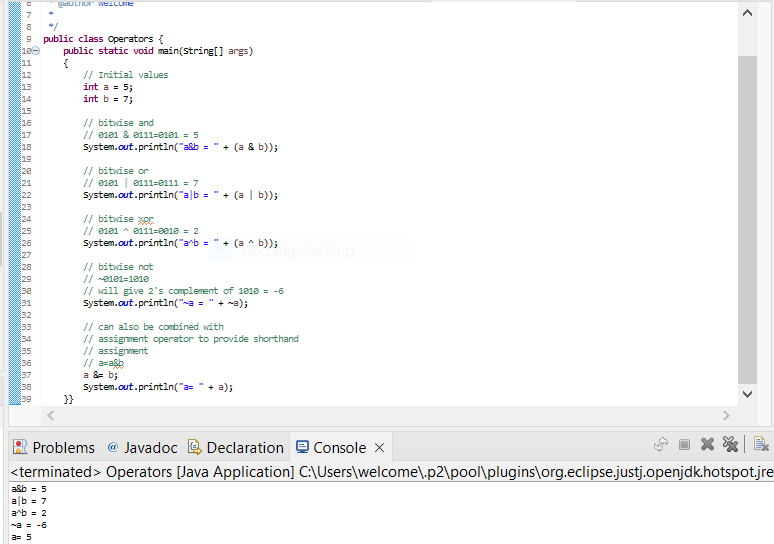 6 * @author welcome
7 *
8 */
9 public class Operators {
10 public static void main(String[] args)
11 {
12 // Initial values
13 int a = 5;
14 int b = 7;
15
16 // bitwise and
17 // 0101 & 0111=0101 = 5
18 System.out.println("a&b = " + (a & b));
19
20 // bitwise or
21 // 0101 | 0111=0111 = 7
22 System.out.println("a|b = " + (a | b));
23
24 // bitwise xor
25 // 0101 ^ 0111=0010 = 2
26 System.out.println("a^b = " + (a ^ b));
27
28 // bitwise not
29 // ~0101=1010
30 // will give 2's complement of 1010 = -6
31 System.out.println("~a = " + ~a);
32
33 // can also be combined with
34 // assignment operator to provide shorthand
35 // assignment
36 // a=a&b
37 a &= b;
38 System.out.println("a= " + a);
39 }}
Problems @ Javadoc Declaration Console
<terminated> Operators [Java Application] C:\Users\welcome\.p2\pool\plugins\org.eclipse.justj.openjdk.hotspot.jre
a&b = 5
a|b = 7
a^b = 2
~a = -6
a= 5